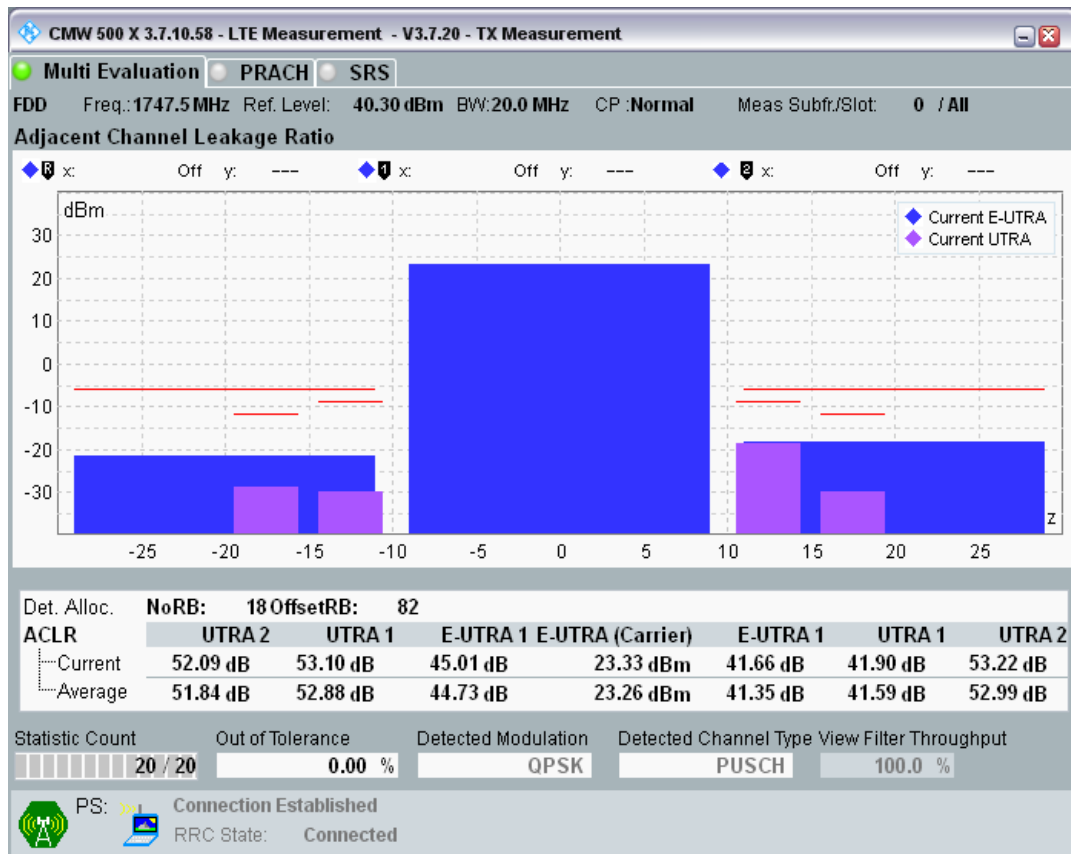 CMW 500 X 3.7.10.58 - LTE Measurement - V3.7.20 - TX Measurement
Multi Evaluation PRACH SRS
FDD Freq.: 1747.5 MHz Ref. Level: 40.30 dBm BW: 20.0 MHz CP : Normal Meas Subfr./Slot: 0 / All
Adjacent Channel Leakage Ratio
R x: Off y: --- 1 x: Off y: --- 2 x: Off y: ---
dBm
Current E-UTRA
Current UTRA
30
20
10
0
-10
-20
-30
z
-25 -20 -15 -10 -5 0 5 10 15 20 25
Det. Alloc. NoRB: 18 OffsetRB: 82
ACLR UTRA 2 UTRA 1 E-UTRA 1 E-UTRA (Carrier) E-UTRA 1 UTRA 1 UTRA 2
Current 52.09 dB 53.10 dB 45.01 dB 23.33 dBm 41.66 dB 41.90 dB 53.22 dB
Average 51.84 dB 52.88 dB 44.73 dB 23.26 dBm 41.35 dB 41.59 dB 52.99 dB
Statistic Count Out of Tolerance Detected Modulation Detected Channel Type View Filter Throughput
20 / 20 0.00 % QPSK PUSCH 100.0 %
PS: Connection Established
RRC State: Connected